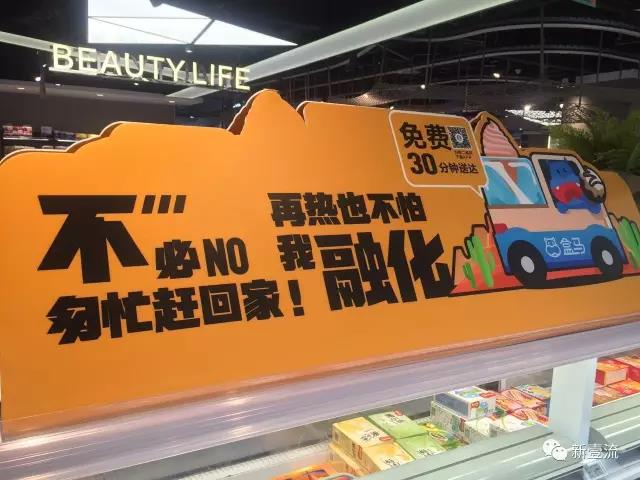 BEAUTY LIFE
免费
30分钟送达
不
必NO
匆忙赶回家!
再热也不怕
我融化
盒马
新壹流